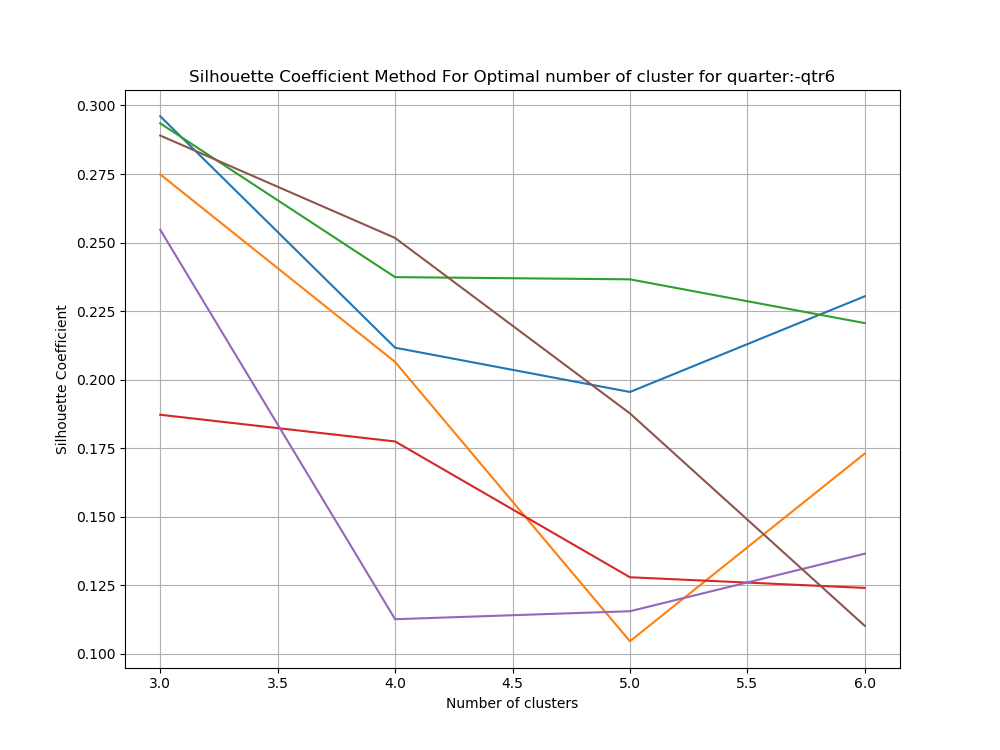 Silhouette Coefficient Method For Optimal number of cluster for quarter:-qtr6
0.300
0.275
0.250
0.225
0.200
0.175
0.150
0.125
0.100
Silhouette Coefficient
3.0 3.5 4.0 4.5 5.0 5.5 6.0
Number of clusters